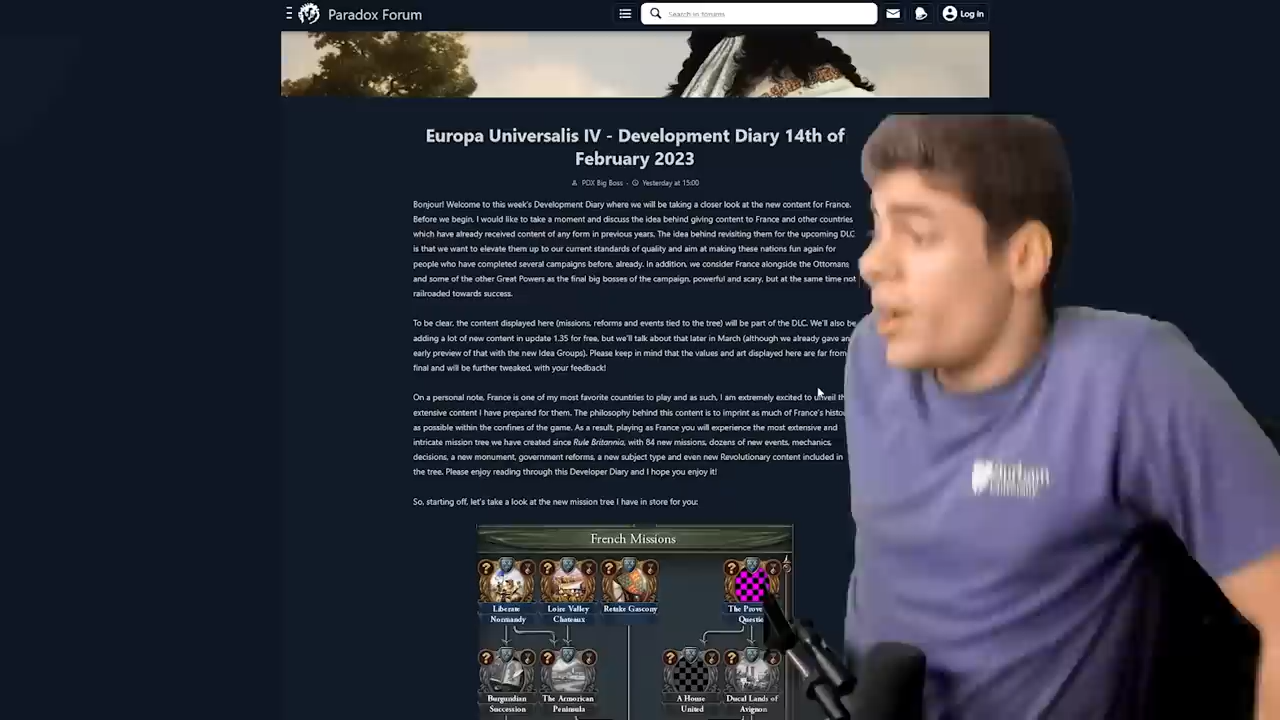 Paradox Forum
Search in forums
Log in
Europa Universalis IV - Development Diary 14th of
February 2023
PDX Big Boss - Yesterday at 15:00
Bonjour! Welcome to this week's Development Diary where we will be taking a closer look at the new content for France.
Before we begin, I would like to take a moment and discuss the idea behind giving content to France and other countries
which have already received content of any form in previous years. The idea behind revisiting them for the upcoming DLC
is that we want to elevate them up to our current standards of quality and aim at making these nations fun again for
people who have completed several campaigns before, already. In addition, we consider France alongside the Ottomans
and some of the other Great Powers as the final big bosses of the campaign, powerful and scary, but at the same time not
railroaded towards success.
To be clear, the content displayed here (missions, reforms and events tied to the tree) will be part of the DLC. We'll also be
adding a lot of new content in update 1.35 for free, but we'll talk about that later in March (although we already gave an
early preview of that with the new Idea Groups). Please keep in mind that the values and art displayed here are far from
final and will be further tweaked, with your feedback!
On a personal note, France is one of my most favorite countries to play and as such, I am extremely excited to unveil th
extensive content I have prepared for them. The philosophy behind this content is to imprint as much of France's histo
as possible within the confines of the game. As a result, playing as France you will experience the most extensive and
intricate mission tree we have created since Rule Britannia, with 84 new missions, dozens of new events, mechanics,
decisions, a new monument, government reforms, a new subject type and even new Revolutionary content included in
the tree. Please enjoy reading through this Developer Diary and I hope you enjoy it!
So, starting off, let's take a look at the new mission tree I have in store for you:
French Missions
Liberate
Normandy
Loire Valley
Chateaux
Retake Gascony
The Prove
Questio
Burgundian
Succession
The Armorican
Peninsula
A House
United
Ducal Lands of
Avignon